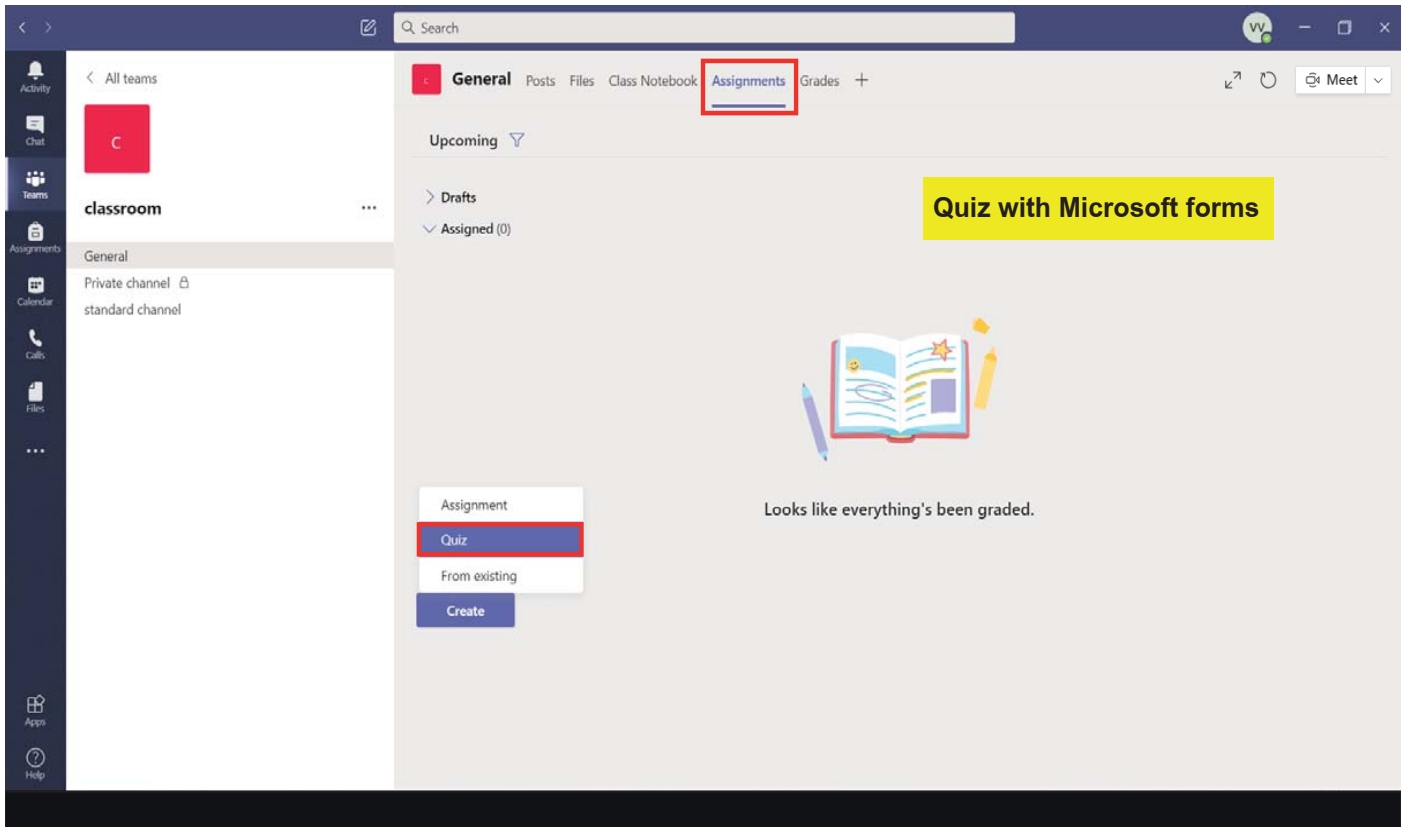 Search
VV
Activity
Chat
Teams
Assignments
Calendar
Calls
Files
Apps
Help
All teams
C
classroom
General
Private channel
standard channel
c General Posts Files Class Notebook Assignments Grades
Meet
Upcoming
Drafts
Assigned (0)
Quiz with Microsoft forms
Looks like everything's been graded.
Assignment
Quiz
From existing
Create